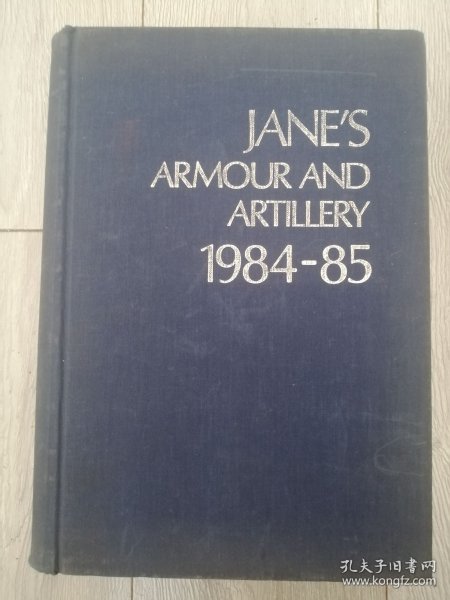 JANE'S
ARMOUR AND
ARTILLERY
1984-85
孔夫子旧书网
www.kongfz.com